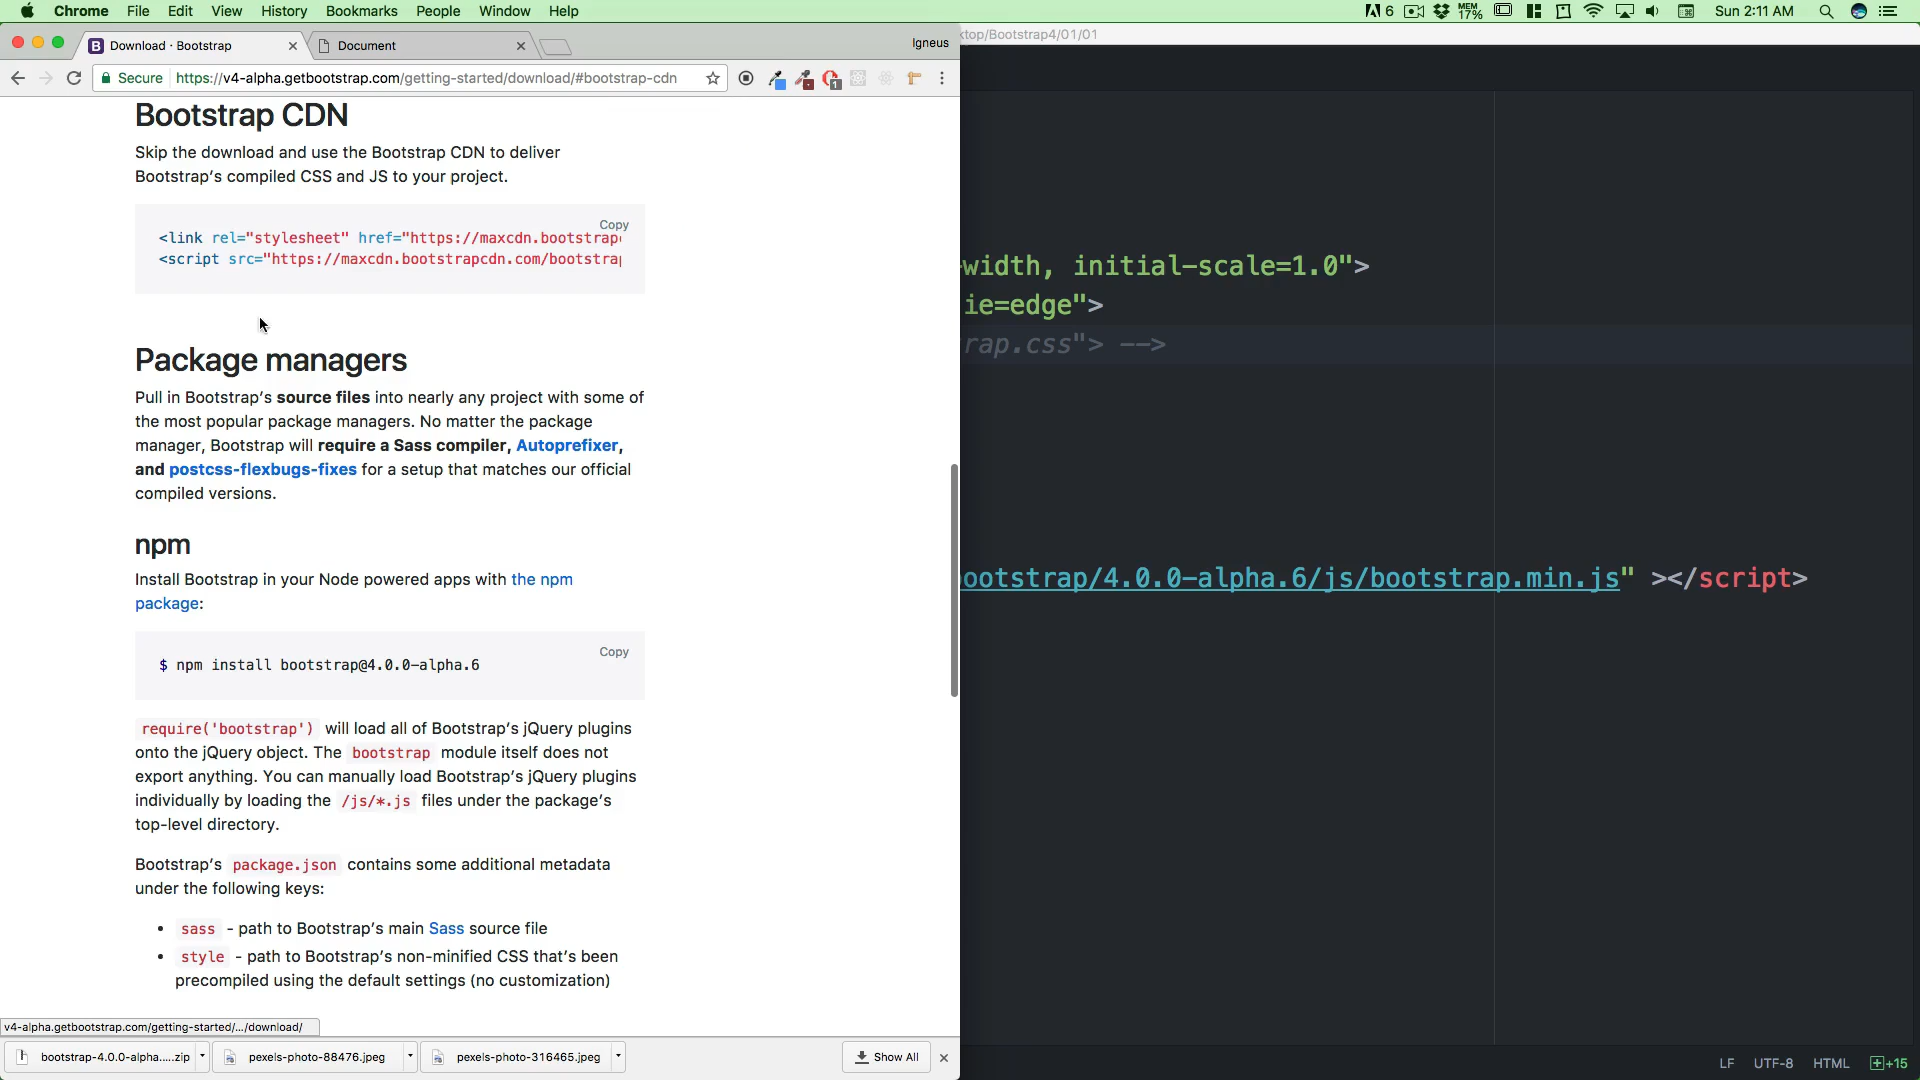 Chrome File Edit View History Bookmarks People Window Help
6 MEM 17% Sun 2:11 AM
Download · Bootstrap
Document
Igneus
ktop/Bootstrap4/01/01
Secure https://v4-alpha.getbootstrap.com/getting-started/download/#bootstrap-cdn
1
Bootstrap CDN
Skip the download and use the Bootstrap CDN to deliver
Bootstrap's compiled CSS and JS to your project.
Copy
<link rel="stylesheet" href="https://maxcdn.bootstrap
<script src="https://maxcdn.bootstrapcdn.com/bootstrap
Package managers
Pull in Bootstrap's source files into nearly any project with some of
the most popular package managers. No matter the package
manager, Bootstrap will require a Sass compiler, Autoprefixer,
and postcss-flexbugs-fixes for a setup that matches our official
compiled versions.
npm
Install Bootstrap in your Node powered apps with the npm
package:
Copy
$ npm install bootstrap@4.0.0-alpha.6
require('bootstrap') will load all of Bootstrap's jQuery plugins
onto the jQuery object. The bootstrap module itself does not
export anything. You can manually load Bootstrap's jQuery plugins
individually by loading the /js/*.js files under the package's
top-level directory.
Bootstrap's package.json contains some additional metadata
under the following keys:
• sass - path to Bootstrap's main Sass source file
• style - path to Bootstrap's non-minified CSS that's been
precompiled using the default settings (no customization)
v4-alpha.getbootstrap.com/getting-started/.../download/
bootstrap-4.0.0-alpha.....zip
pexels-photo-88476.jpeg
pexels-photo-316465.jpeg
Show All
-width, initial-scale=1.0">
ie=edge">
rap.css"> -->
ootstrap/4.0.0-alpha.6/js/bootstrap.min.js" ></script>
LF UTF-8 HTML +15